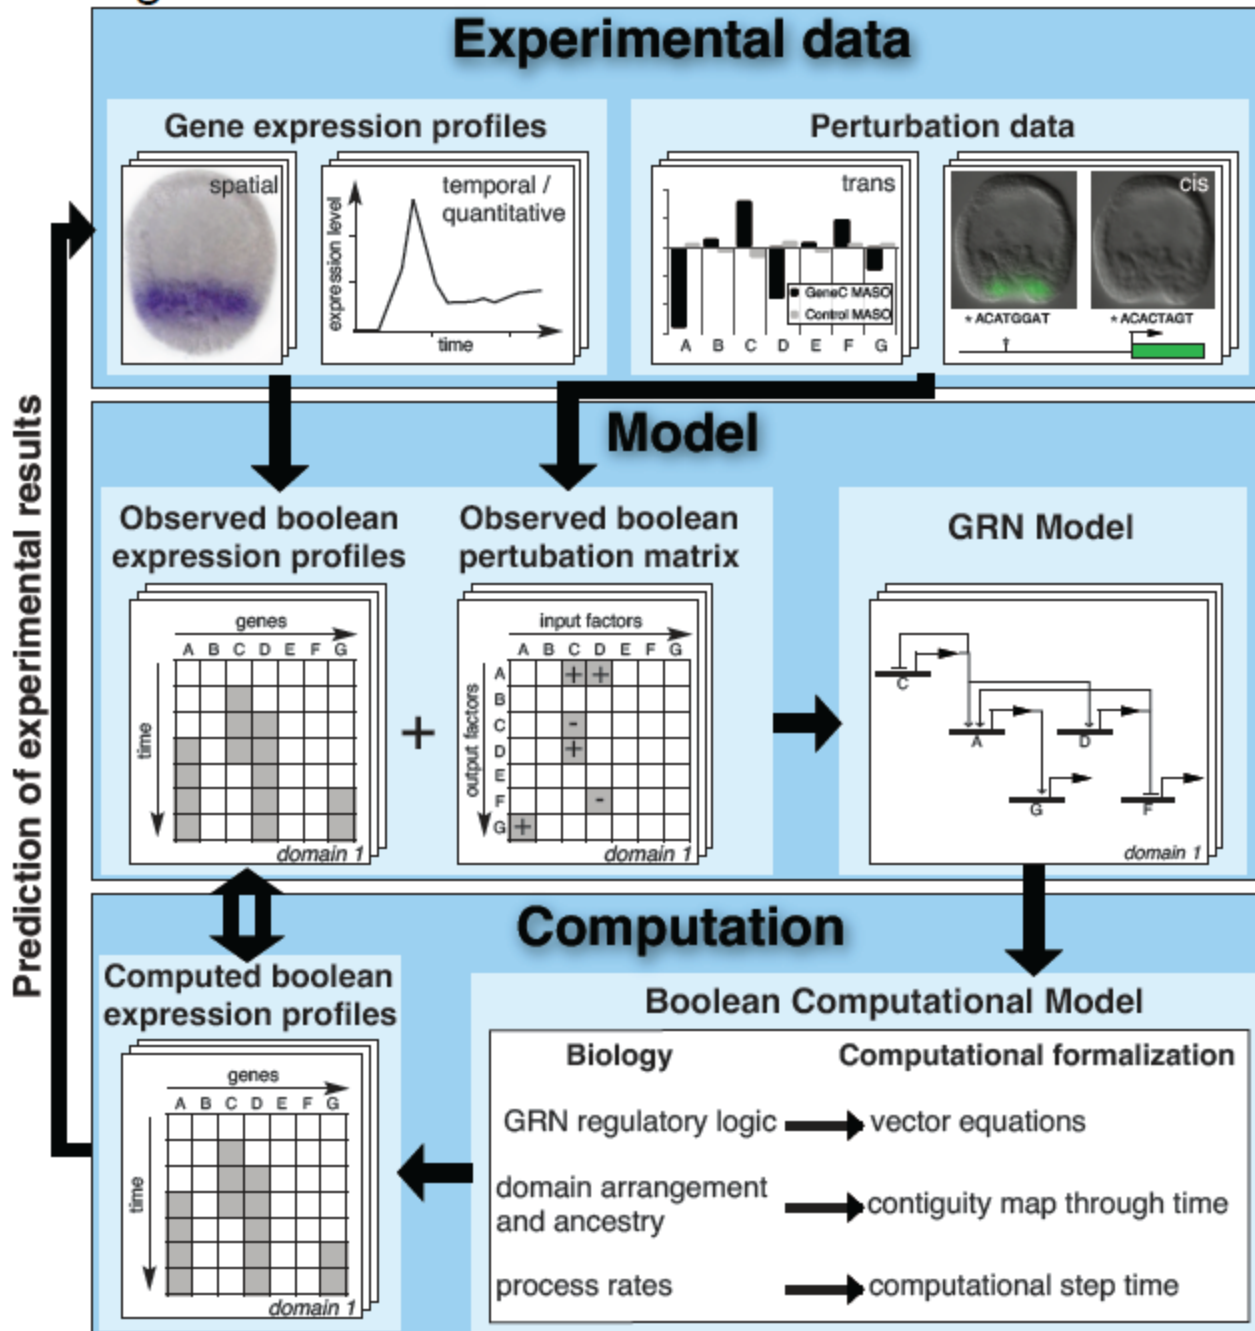 Experimental data
Gene expression profiles
Perturbation data
spatial
temporal /
quantitative
expression level
time
trans
GeneC MASO
Control MASO
A B C D E F G
cis
*ACATGGAT
*ACACTAGT
Prediction of experimental results
Model
Observed boolean
expression profiles
genes
A B C D E F G
time
domain 1
+
Observed boolean
pertubation matrix
input factors
A B C D E F G
output factors
A + +
B
C -
D +
E
F -
G +
domain 1
GRN Model
C
A
D
G
F
domain 1
Computation
Computed boolean
expression profiles
genes
A B C D E F G
time
domain 1
Boolean Computational Model
Biology Computational formalization
GRN regulatory logic vector equations
domain arrangement
and ancestry contiguity map through time
process rates computational step time